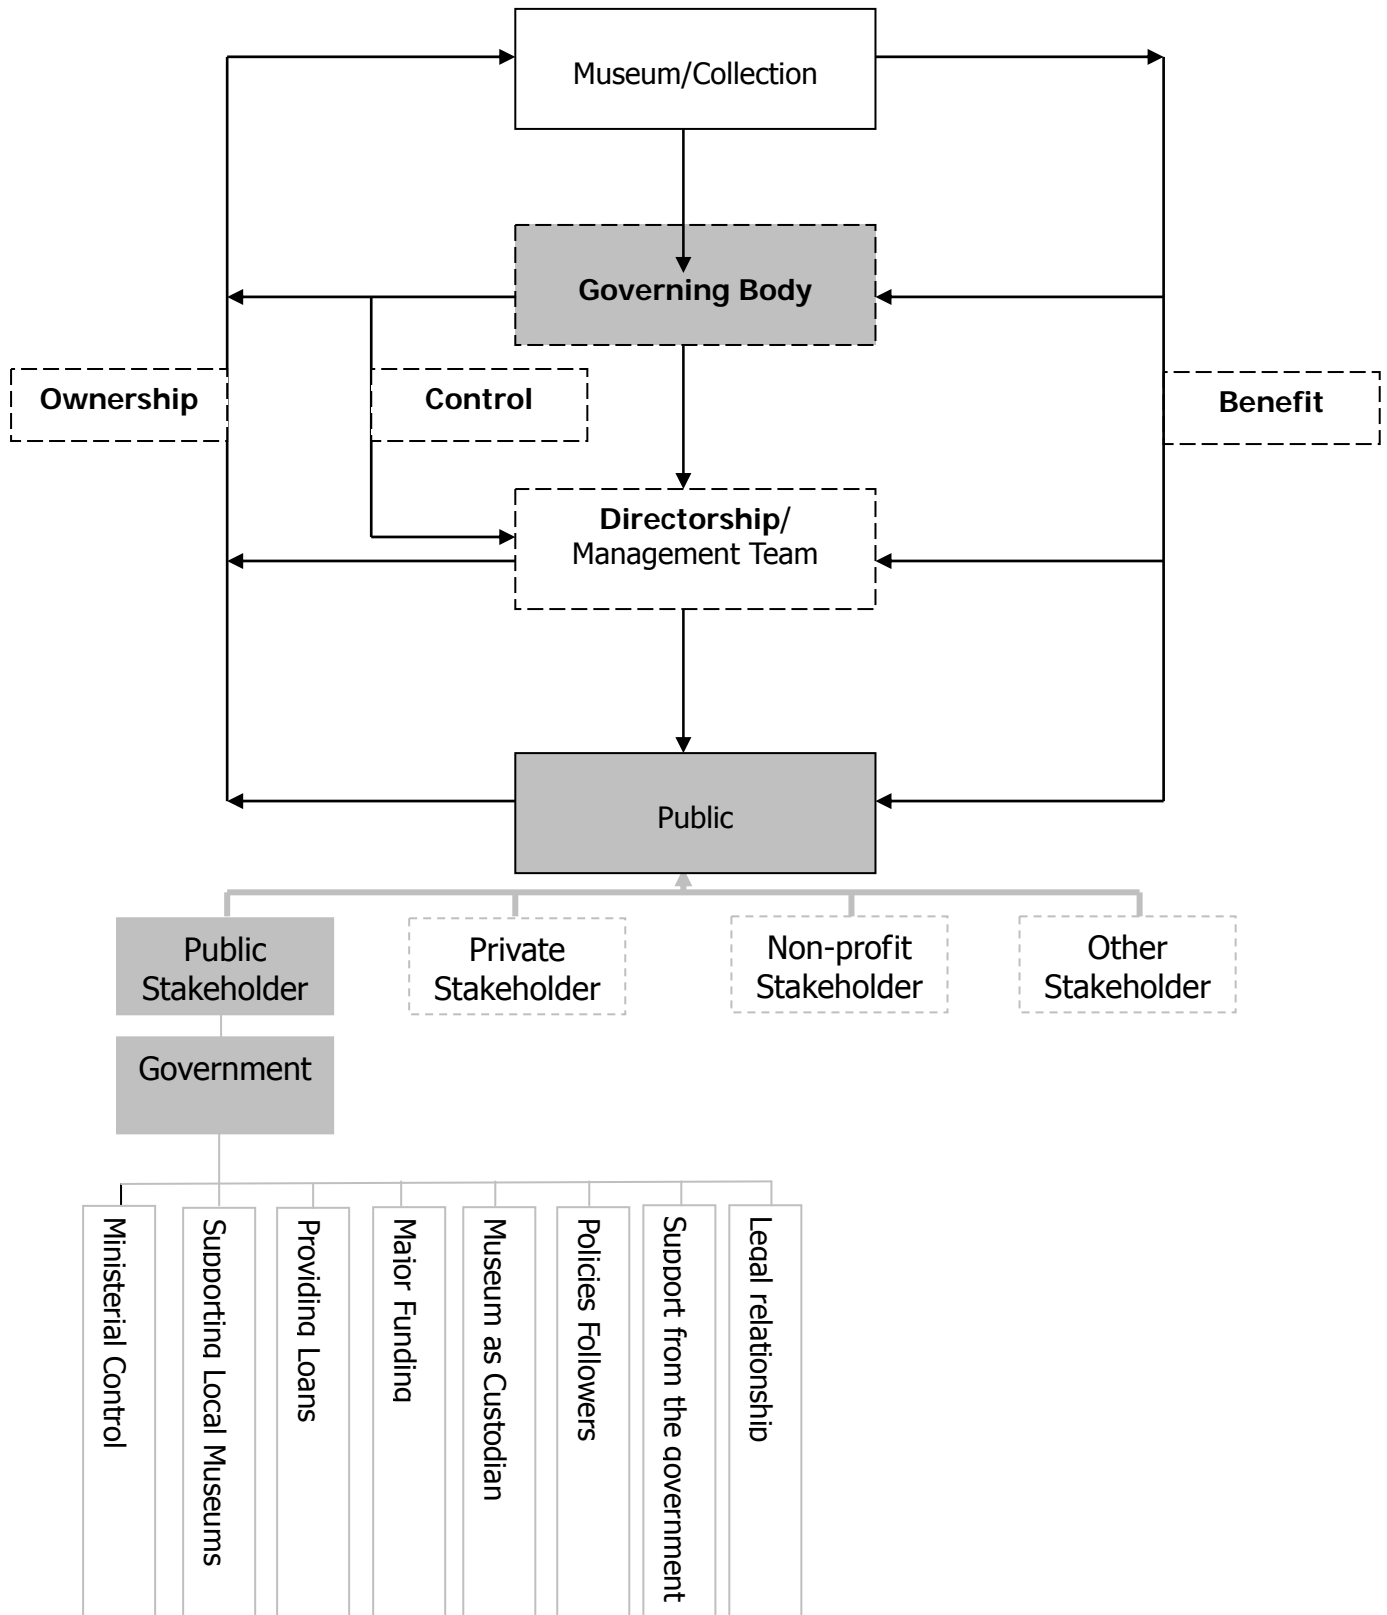 Museum/Collection
Governing Body
Ownership
Control
Benefit
Directorship/
Management Team
Public
Public
Stakeholder
Private
Stakeholder
Non-profit
Stakeholder
Other
Stakeholder
Government
Ministerial Control
Supporting Local Museums
Providing Loans
Major Funding
Museum as Custodian
Policies Followers
Support from the government
Legal relationship